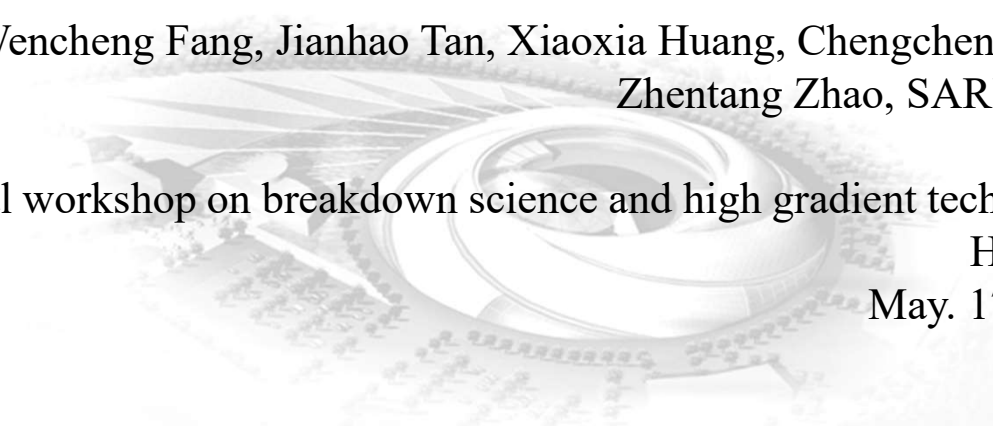 Wencheng Fang, Jianhao Tan, Xiaoxia Huang, Chengchen
Zhentang Zhao, SAR
l workshop on breakdown science and high gradient tech
H
May. 1